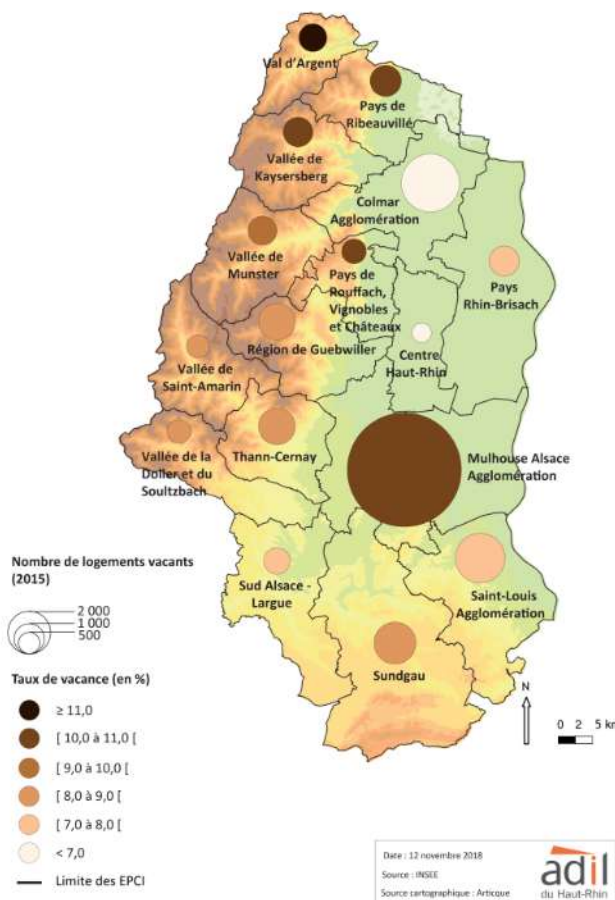 Val d'Argent
Pays de
Ribeauvillé
Vallée de
Kaysersberg
Colmar
Agglomération
Vallée de
Munster
Pays de
Rouffach,
Vignobles
et Châteaux
Pays
Rhin-Brisach
Région de Guebwiller
Centre
Haut-Rhin
Vallée de
Saint-Amarin
Vallée de la
Doller et du
Soultzbach
Thann-Cernay
Mulhouse Alsace
Agglomération
Nombre de logements vacants
(2015)
2 000
1 000
500
Sud Alsace -
Largue
Saint-Louis
Agglomération
Sundgau
Taux de vacance (en %)
≥ 11,0
[ 10,0 à 11,0 [
[ 9,0 à 10,0 [
[ 8,0 à 9,0 [
[ 7,0 à 8,0 [
< 7,0
Limite des EPCI
N
0 2 5 km
Date : 12 novembre 2018
Source : INSEE
Source cartographique : Articque
adil
du Haut-Rhin